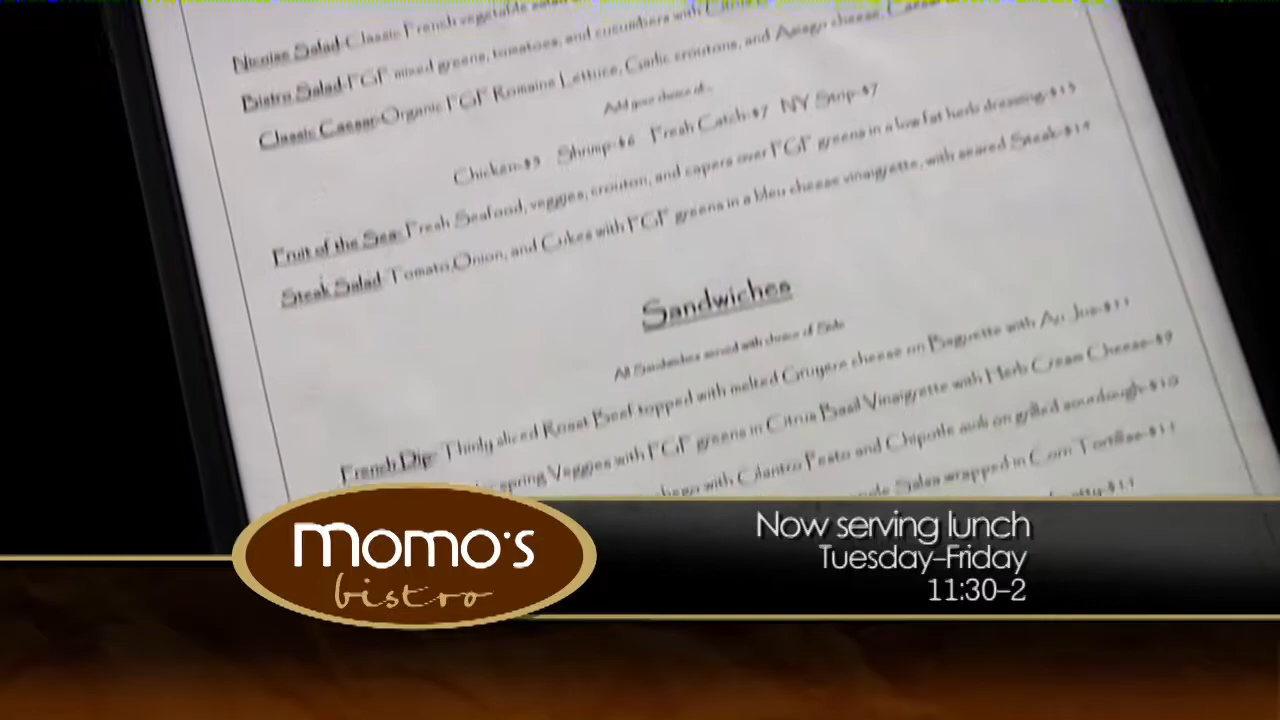 Nicoise Salad-Classic French vegetable salad
Bistro Salad-FGF mixed greens, tomatoes, and cucumbers with
Classic Caesar-Organic FGF Romaine Lettuce, Garlic croutons, and Asiago cheese,
Add your choice of..
Chicken-$5 Shrimp-$6 Fresh Catch-$7 NY Strip-$7
Fruit of the Sea-Fresh Seafood, veggies, crouton, and capers over FGF greens in a low fat herb dressing-$15
Steak Salad-Tomato,Onion, and Cukes with FGF greens in a bleu cheese vinaigrette, with seared Steak-$14
Sandwiches
All Sandwiches served with choice of Side
French Dip-Thinly sliced Roast Beef topped with melted Gruyere cheese on Baguette with Au Jus-$11
spring Veggies with FGF greens in Citrus Basil Vinaigrette with Herb Cream Cheese-$9
with Cilantro Pesto and Chipotle aioli on grilled sourdough-$10
Salsa wrapped in Corn Tortillas-$11
momo's
bistro
Now serving lunch
Tuesday–Friday
11:30–2